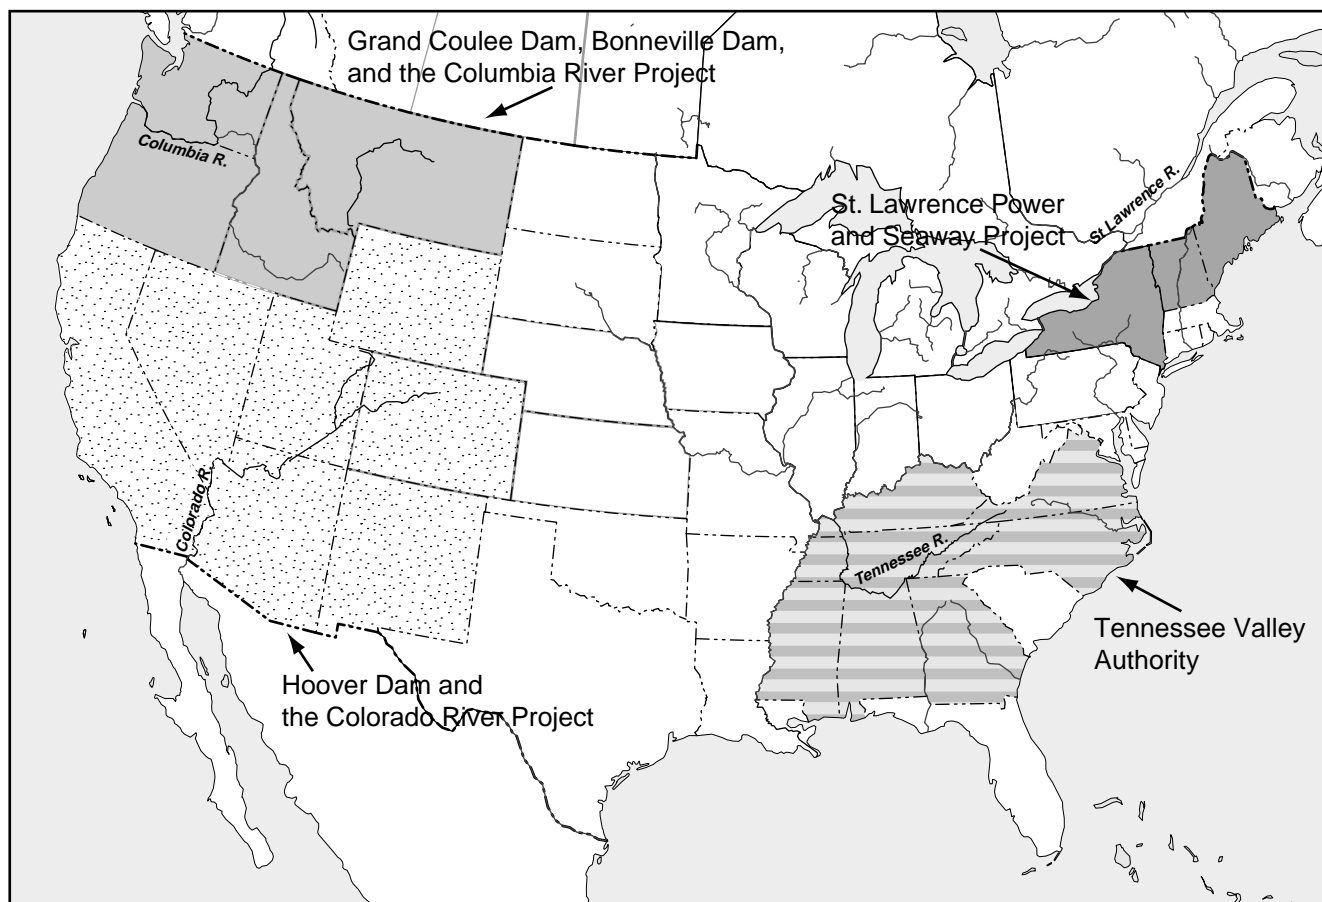 Grand Coulee Dam, Bonneville Dam,
and the Columbia River Project
Columbia R.
St. Lawrence Power
and Seaway Project
St Lawrence R.
Colorado R.
Tennessee R.
Tennessee Valley
Authority
Hoover Dam and
the Colorado River Project